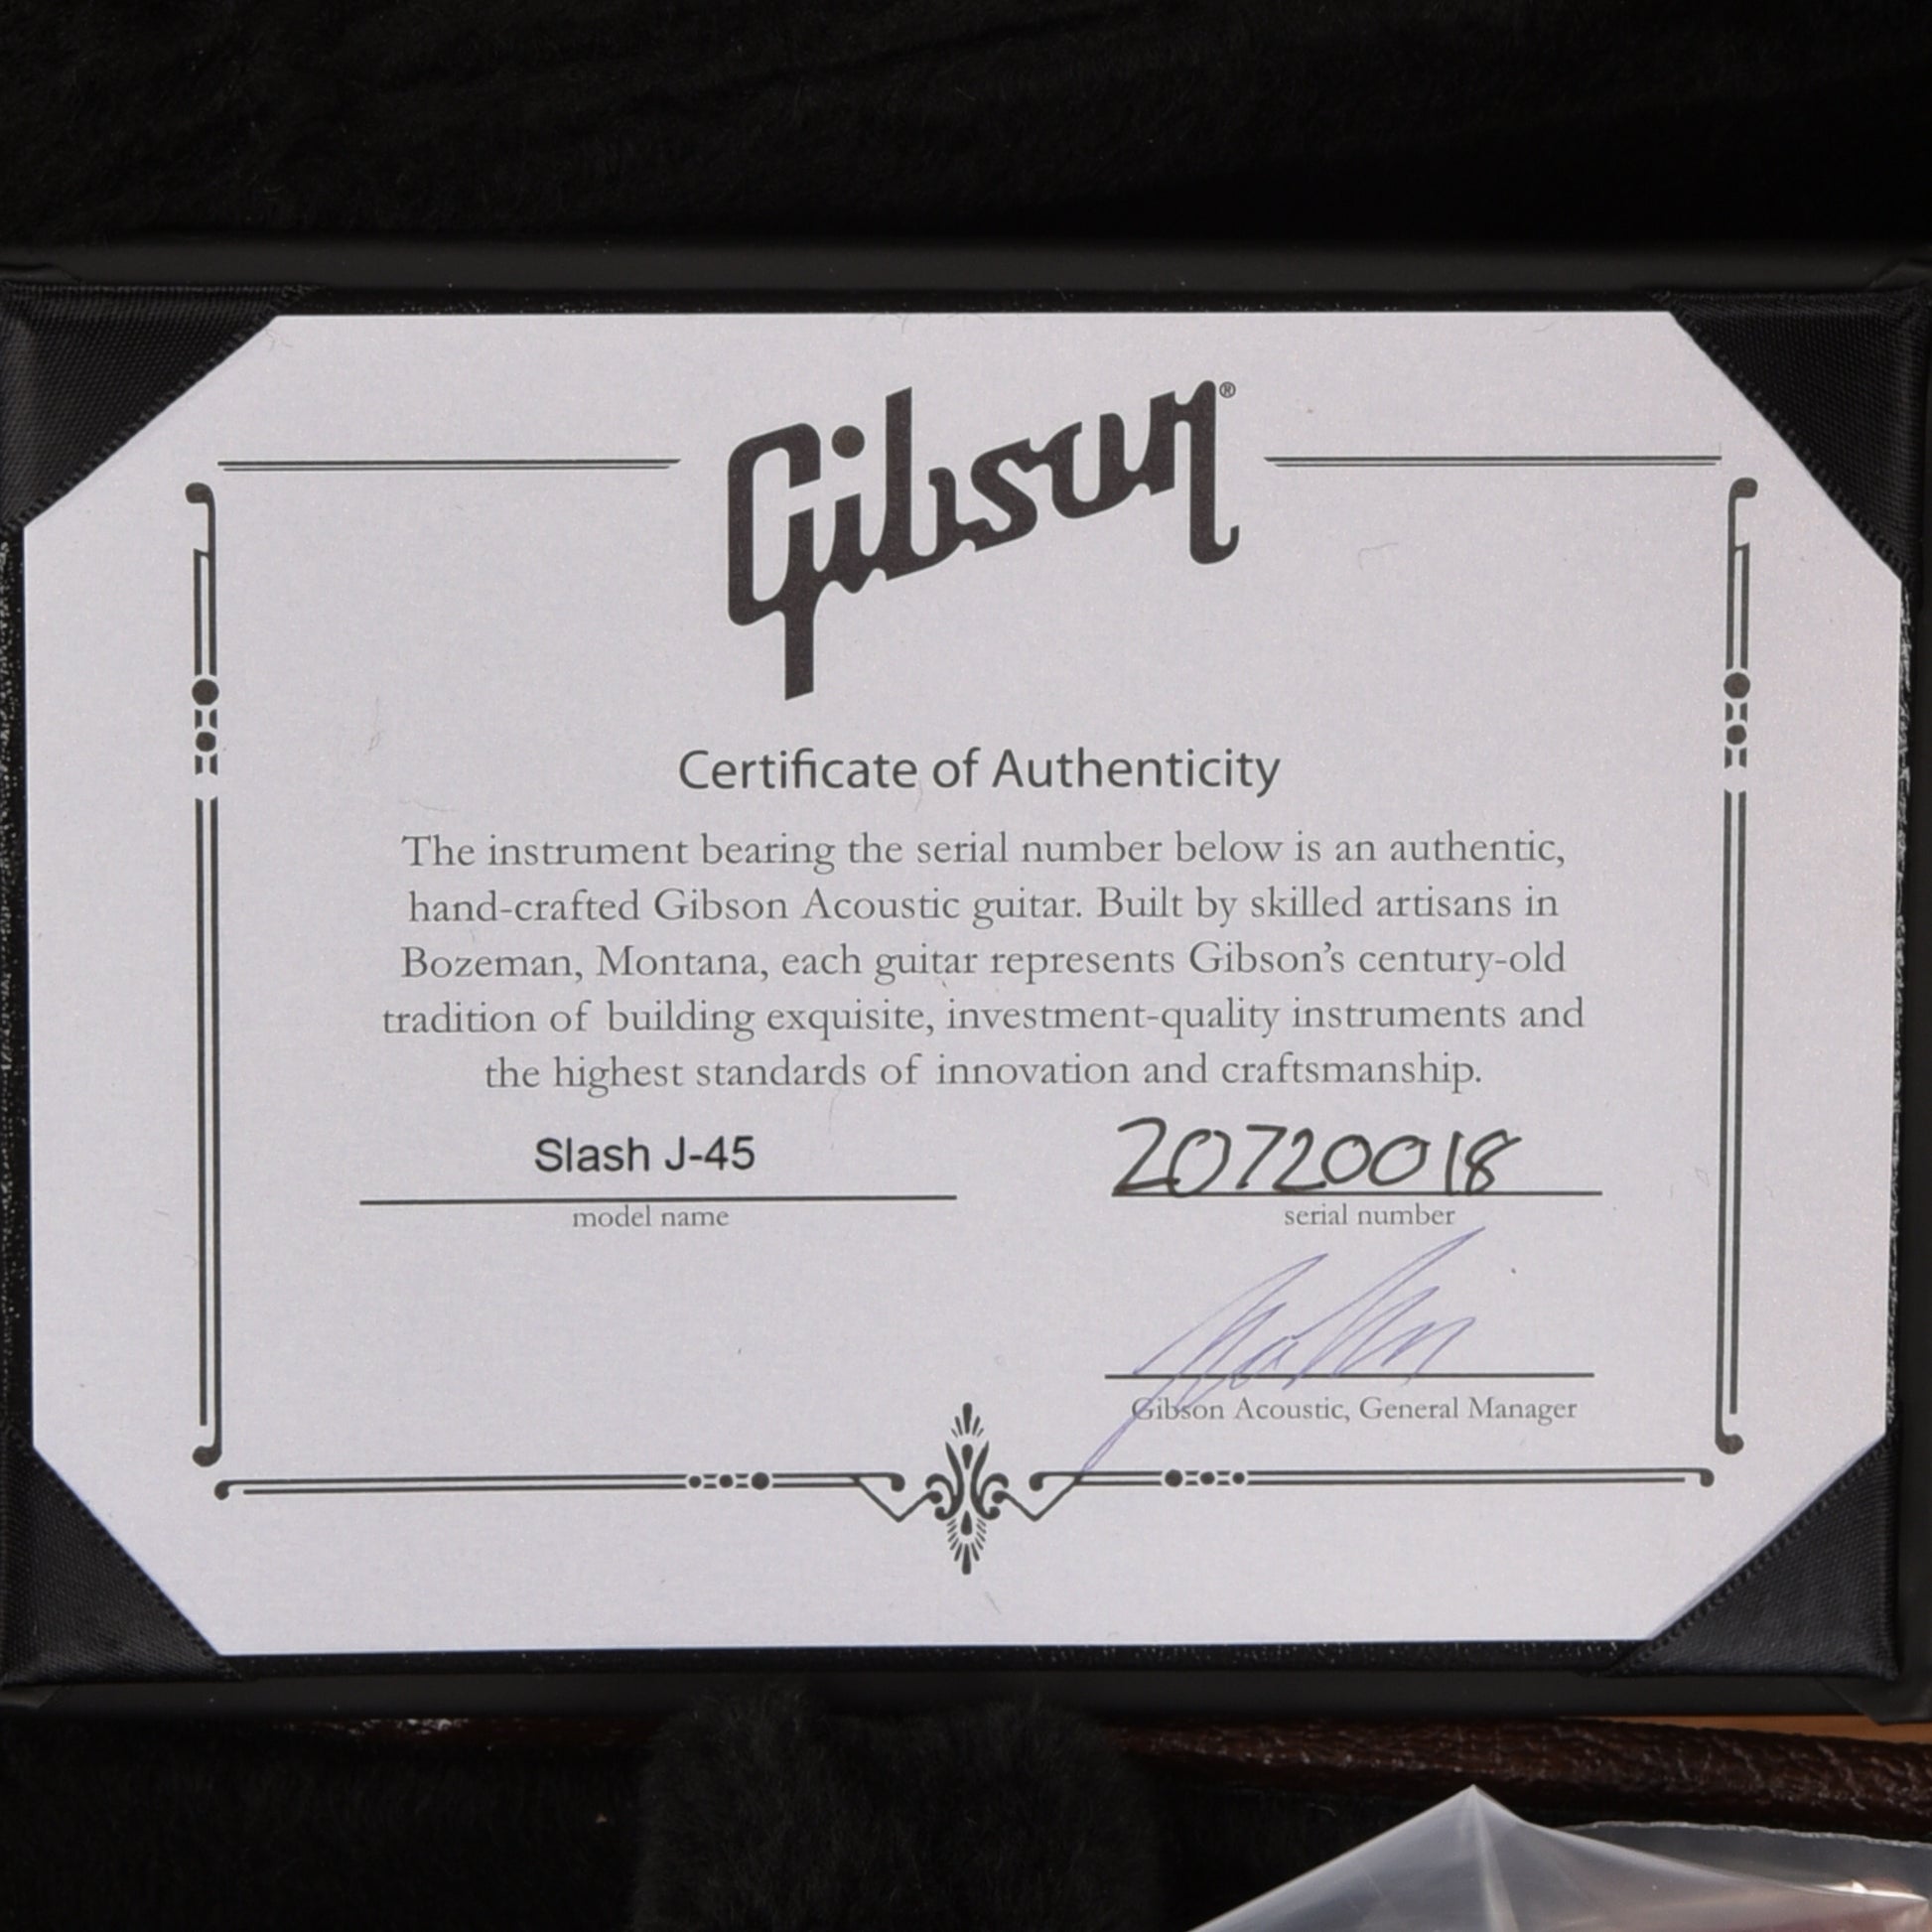 Gibson®
Certificate of Authenticity
The instrument bearing the serial number below is an authentic,
hand-crafted Gibson Acoustic guitar. Built by skilled artisans in
Bozeman, Montana, each guitar represents Gibson’s century-old
tradition of building exquisite, investment-quality instruments and
the highest standards of innovation and craftsmanship.
Slash J-45
model name
20720018
serial number
Gibson Acoustic, General Manager